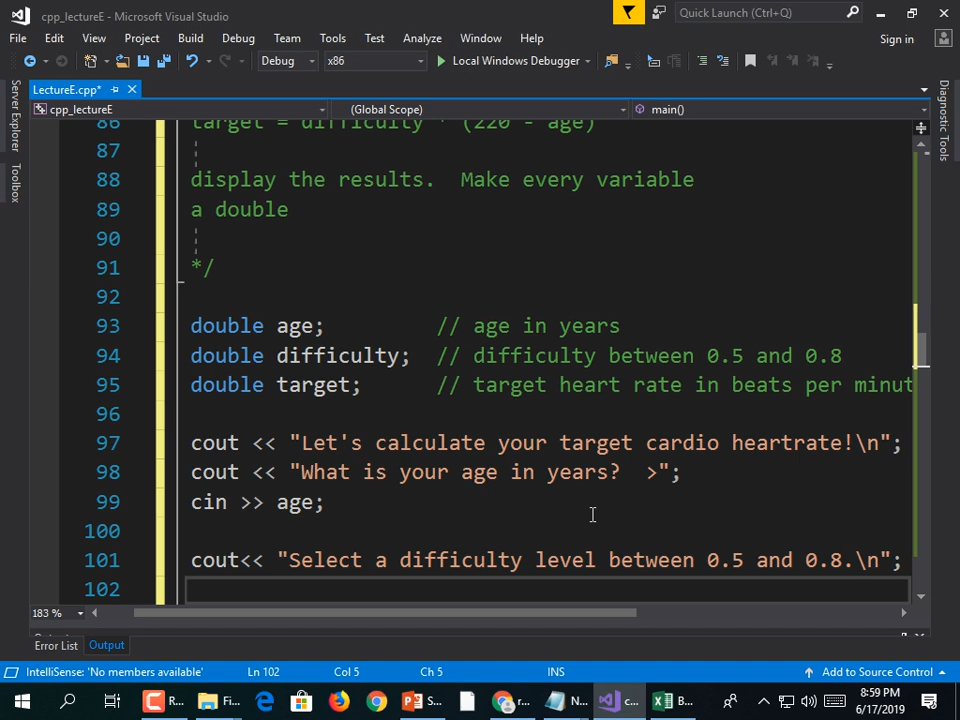 cpp_lectureE - Microsoft Visual Studio
Quick Launch (Ctrl+Q)
File Edit View Project Build Debug Team Tools Test Analyze Window Help
Sign in
Debug x86 Local Windows Debugger
LectureE.cpp*
cpp_lectureE (Global Scope) main()
Server Explorer
Toolbox
Diagnostic Tools
86 target = difficulty * (220 - age)
87
88 display the results.  Make every variable
89 a double
90
91 */
92
93 double age;         // age in years
94 double difficulty;  // difficulty between 0.5 and 0.8
95 double target;      // target heart rate in beats per minut
96
97 cout << "Let's calculate your target cardio heartrate!\n";
98 cout << "What is your age in years?  >";
99 cin >> age;
100
101 cout<< "Select a difficulty level between 0.5 and 0.8.\n";
102
183 %
Error List Output
IntelliSense: 'No members available' Ln 102 Col 5 Ch 5 INS Add to Source Control
R... Fi... S... r... N... c... B...
8:59 PM
6/17/2019